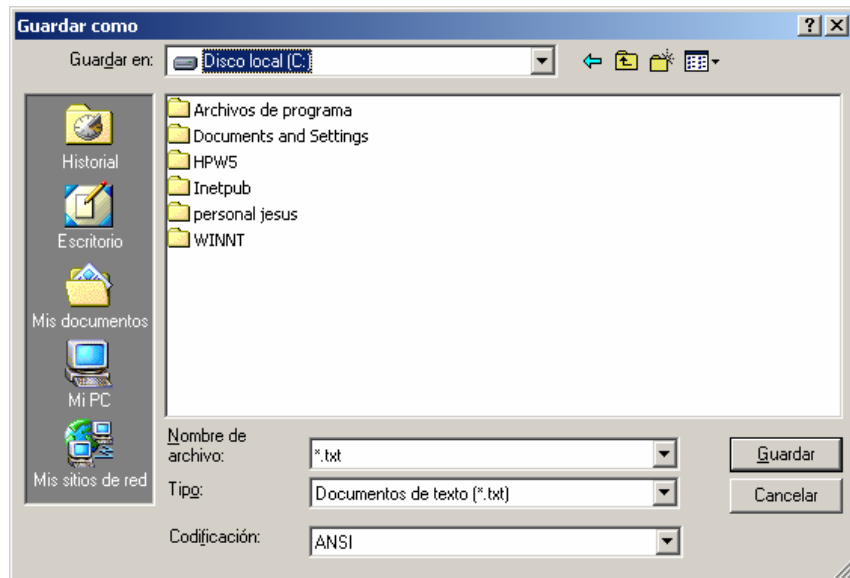 Guardar como
Guardar en: Disco local (C:)
Historial
Escritorio
Mis documentos
Mi PC
Mis sitios de red
Archivos de programa
Documents and Settings
HPW5
Inetpub
personal jesus
WINNT
Nombre de
archivo: *.txt
Guardar
Tipo: Documentos de texto (*.txt)
Cancelar
Codificación: ANSI